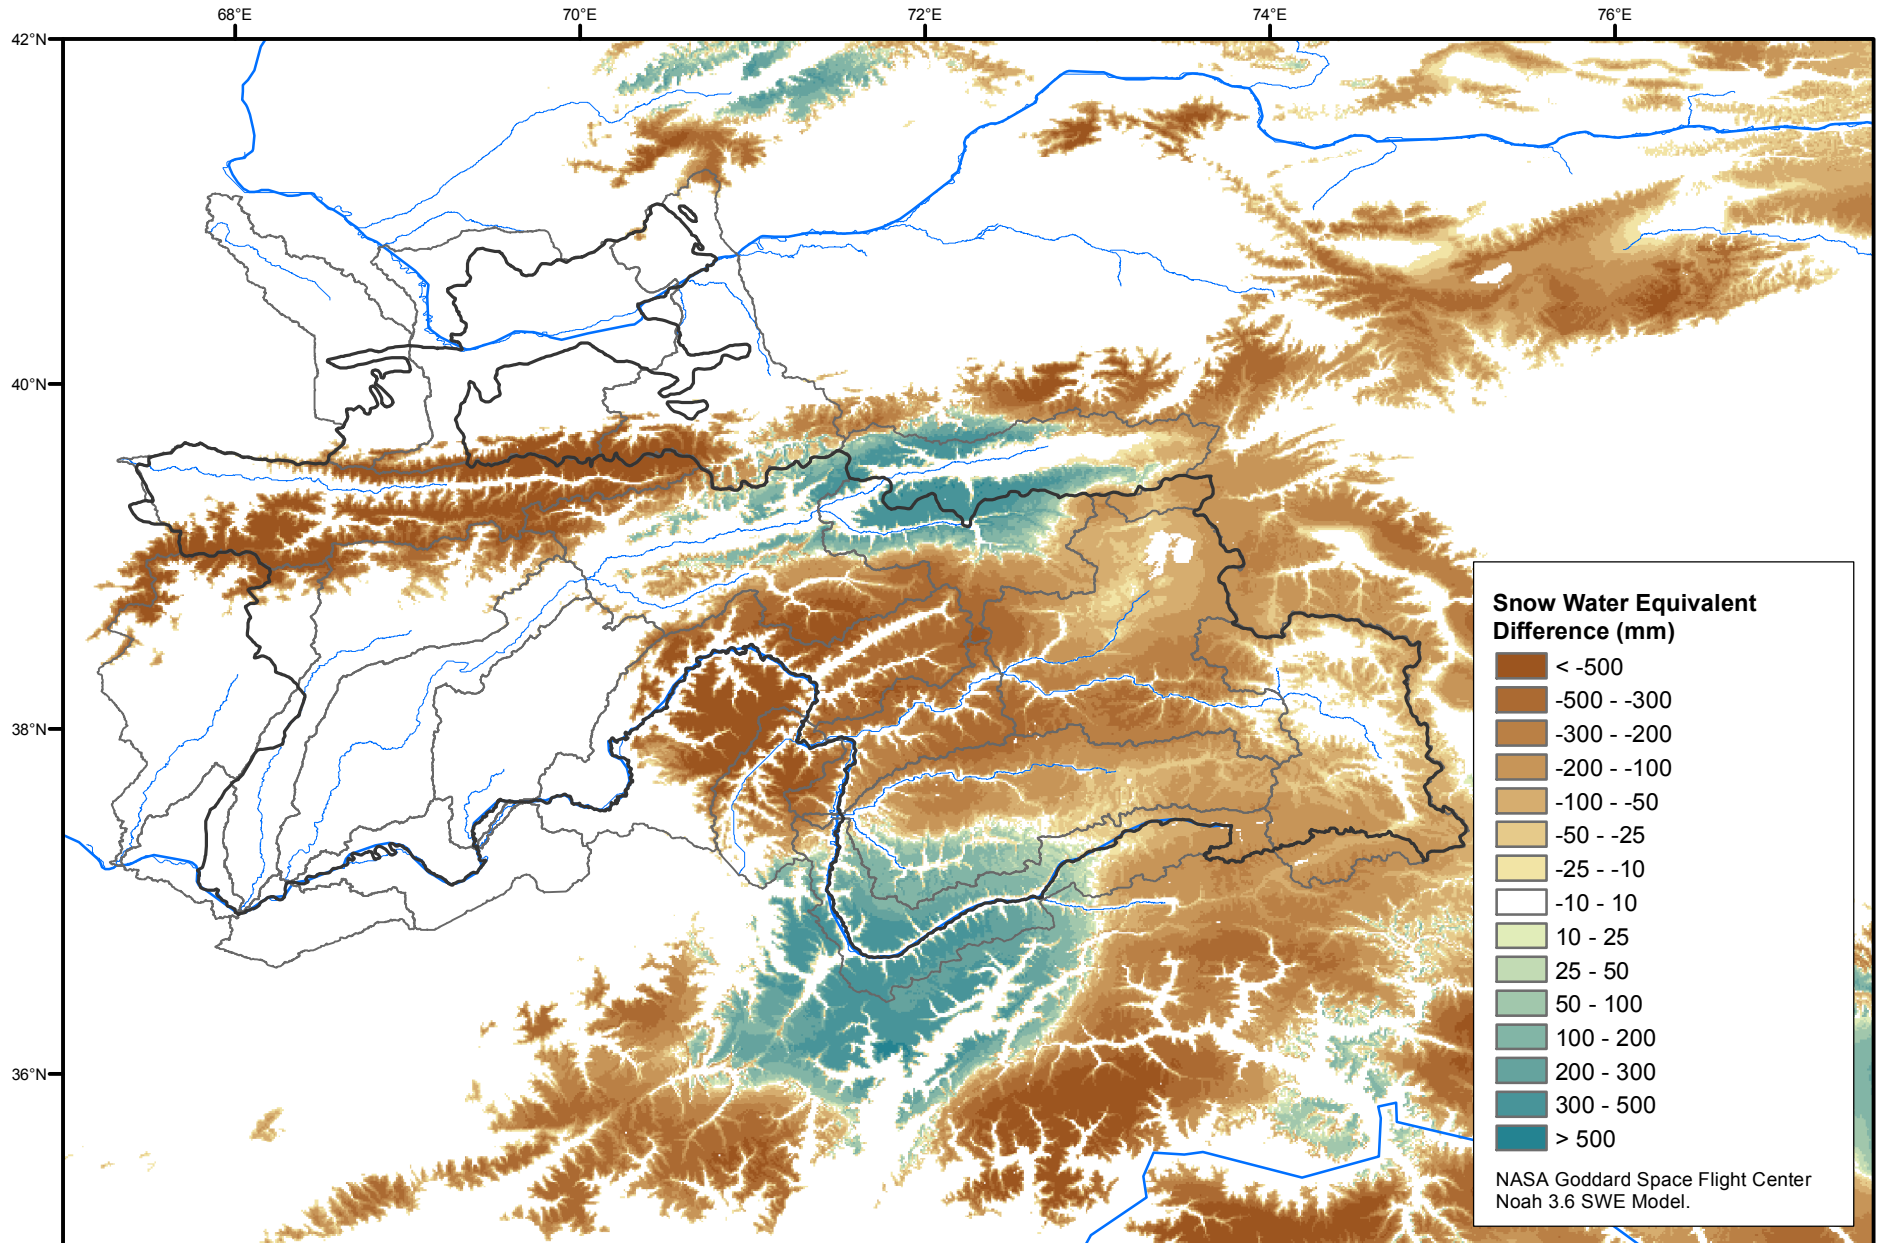 68°E 70°E 72°E 74°E 76°E
42°N
40°N
38°N
36°N
Snow Water Equivalent
Difference (mm)
< -500
-500 - -300
-300 - -200
-200 - -100
-100 - -50
-50 - -25
-25 - -10
-10 - 10
10 - 25
25 - 50
50 - 100
100 - 200
200 - 300
300 - 500
> 500
NASA Goddard Space Flight Center
Noah 3.6 SWE Model.